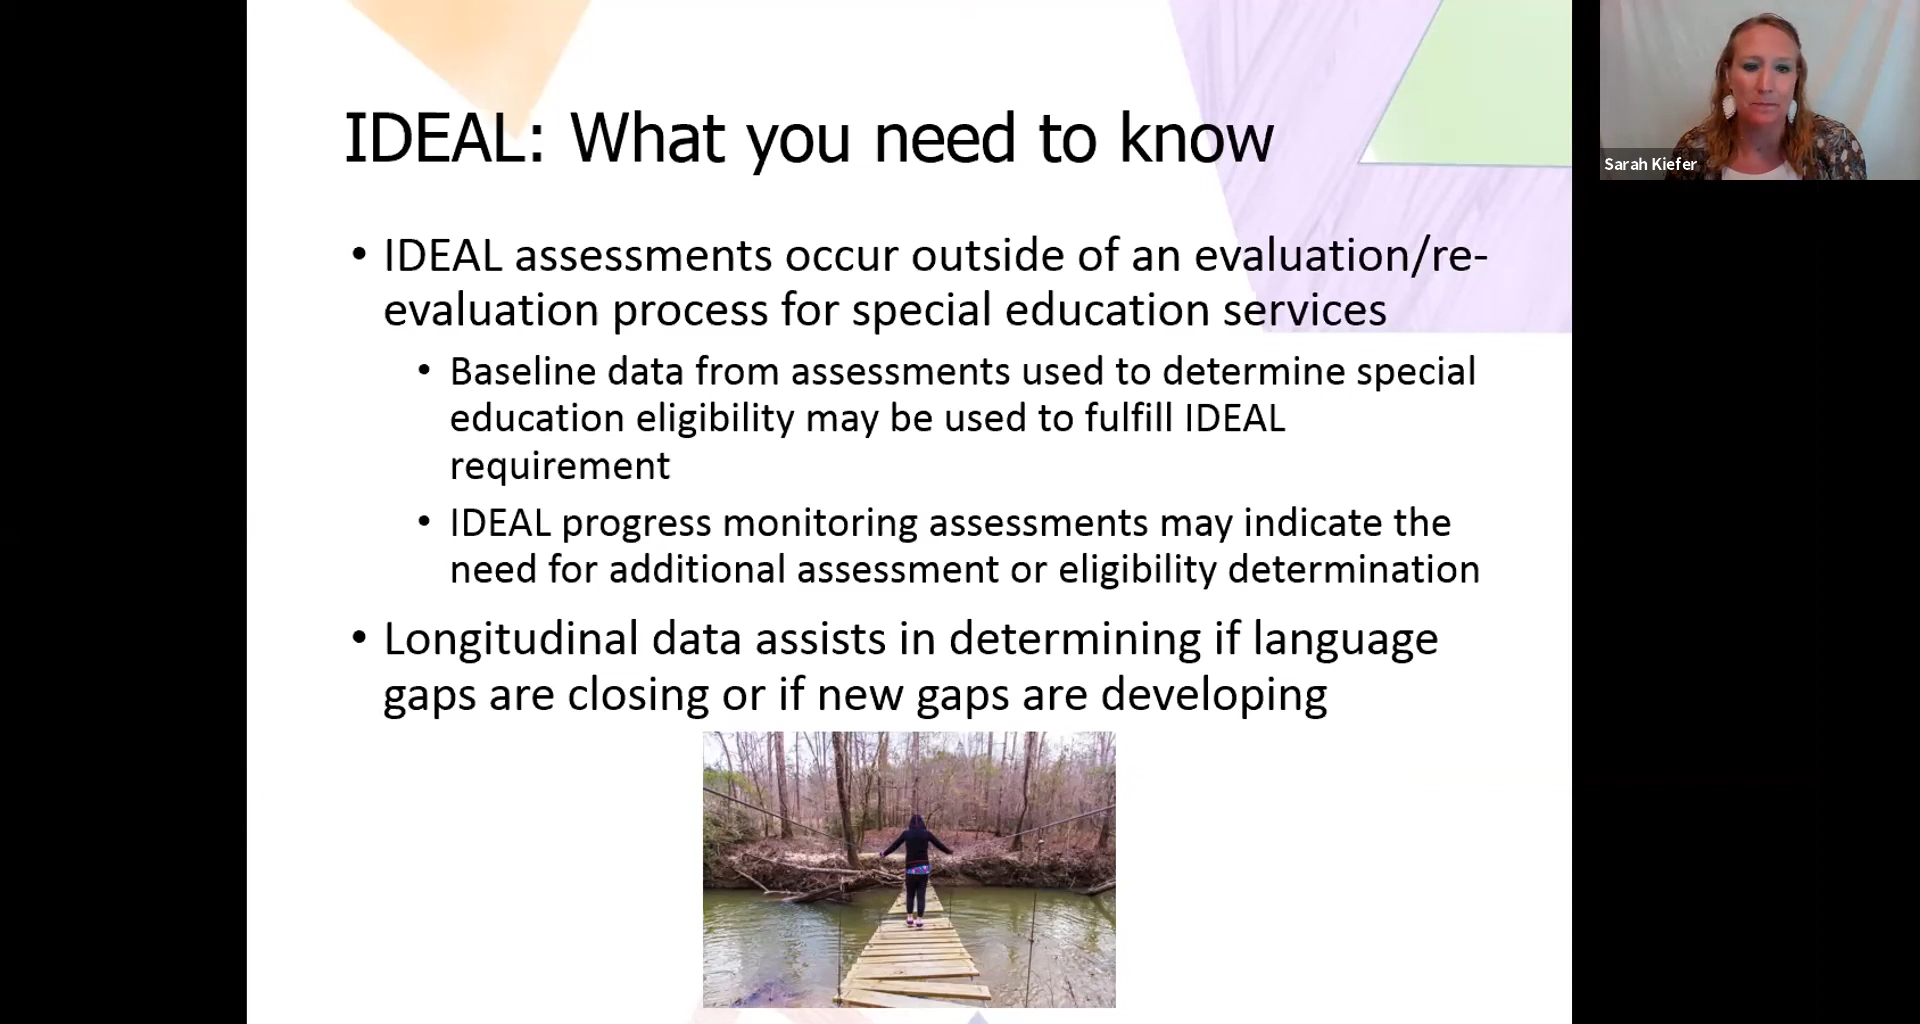 IDEAL: What you need to know
Sarah Kiefer
• IDEAL assessments occur outside of an evaluation/re-
evaluation process for special education services
• Baseline data from assessments used to determine special
education eligibility may be used to fulfill IDEAL
requirement
• IDEAL progress monitoring assessments may indicate the
need for additional assessment or eligibility determination
• Longitudinal data assists in determining if language
gaps are closing or if new gaps are developing